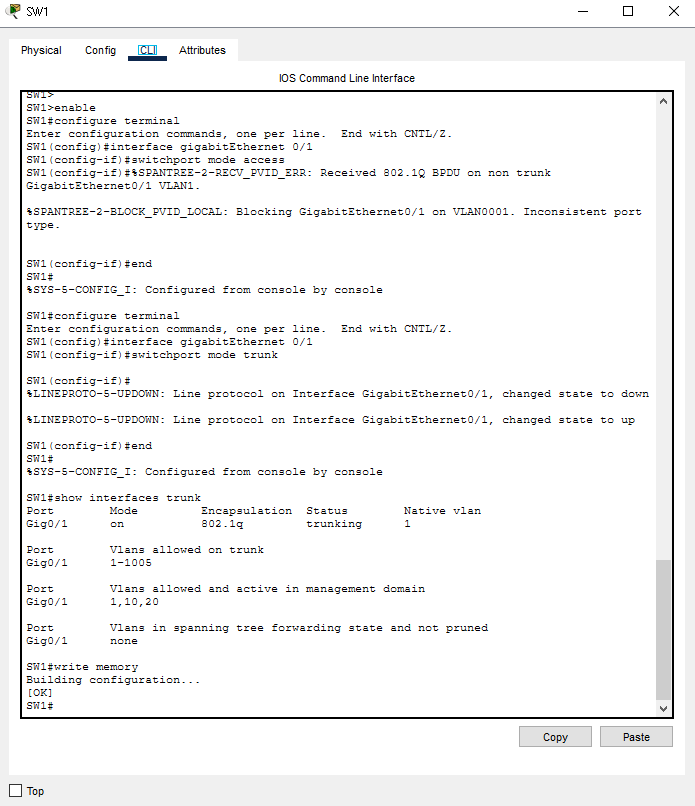 SW1
Physical Config CLI Attributes
IOS Command Line Interface
SW1>
SW1>enable
SW1#configure terminal
Enter configuration commands, one per line.  End with CNTL/Z.
SW1(config)#interface gigabitEthernet 0/1
SW1(config-if)#switchport mode access
SW1(config-if)#%SPANTREE-2-RECV_PVID_ERR: Received 802.1Q BPDU on non trunk
GigabitEthernet0/1 VLAN1.
%SPANTREE-2-BLOCK_PVID_LOCAL: Blocking GigabitEthernet0/1 on VLAN0001. Inconsistent port
type.
SW1(config-if)#end
SW1#
%SYS-5-CONFIG_I: Configured from console by console
SW1#configure terminal
Enter configuration commands, one per line.  End with CNTL/Z.
SW1(config)#interface gigabitEthernet 0/1
SW1(config-if)#switchport mode trunk
SW1(config-if)#
%LINEPROTO-5-UPDOWN: Line protocol on Interface GigabitEthernet0/1, changed state to down
%LINEPROTO-5-UPDOWN: Line protocol on Interface GigabitEthernet0/1, changed state to up
SW1(config-if)#end
SW1#
%SYS-5-CONFIG_I: Configured from console by console
SW1#show interfaces trunk
Port        Mode         Encapsulation  Status        Native vlan
Gig0/1      on           802.1q         trunking      1
Port        Vlans allowed on trunk
Gig0/1      1-1005
Port        Vlans allowed and active in management domain
Gig0/1      1,10,20
Port        Vlans in spanning tree forwarding state and not pruned
Gig0/1      none
SW1#write memory
Building configuration...
[OK]
SW1#
Copy Paste
Top